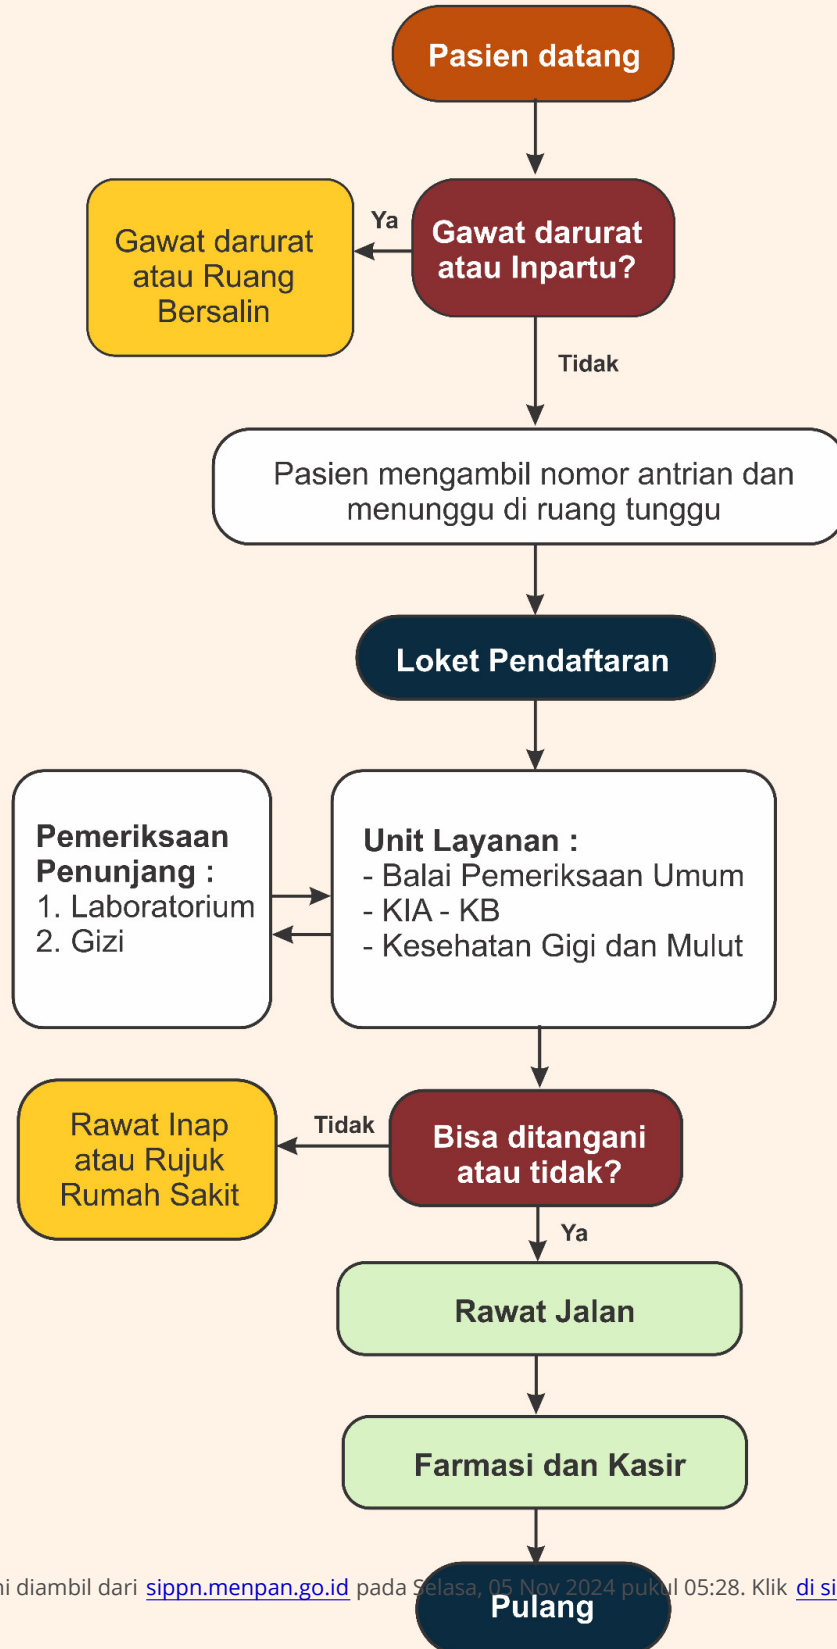 Pasien datang
Gawat darurat
atau Inpartu?
Ya
Gawat darurat
atau Ruang
Bersalin
Tidak
Pasien mengambil nomor antrian dan
menunggu di ruang tunggu
Loket Pendaftaran
Pemeriksaan
Penunjang :
1. Laboratorium
2. Gizi
Unit Layanan :
- Balai Pemeriksaan Umum
- KIA - KB
- Kesehatan Gigi dan Mulut
Bisa ditangani
atau tidak?
Tidak
Rawat Inap
atau Rujuk
Rumah Sakit
Ya
Rawat Jalan
Farmasi dan Kasir
diambil dari sippn.menpan.go.id pada Selasa, 05 Nov 2024 pukul 05:28. Klik di
Pulang